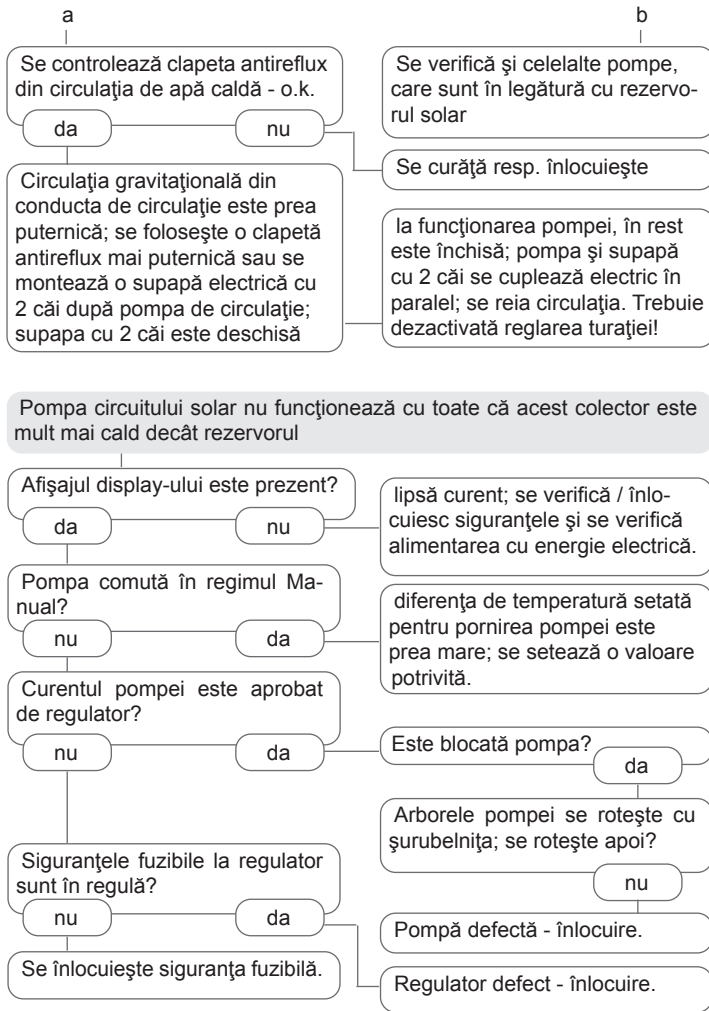 a
b
Se controlează clapeta antireflux
din circulaţia de apă caldă - o.k.
da
nu
Se verifică şi celelalte pompe,
care sunt în legătură cu rezervo-
rul solar
Se curăţă resp. înlocuieşte
Circulaţia gravitaţională din
conducta de circulaţie este prea
puternică; se foloseşte o clapetă
antireflux mai puternică sau se
montează o supapă electrică cu
2 căi după pompa de circulaţie;
supapa cu 2 căi este deschisă
la funcţionarea pompei, în rest
este închisă; pompa şi supapă
cu 2 căi se cuplează electric în
paralel; se reia circulaţia. Trebuie
dezactivată reglarea turaţiei!
Pompa circuitului solar nu funcţionează cu toate că acest colector este
mult mai cald decât rezervorul
Afişajul display-ului este prezent?
da
nu
lipsă curent; se verifică / înlo-
cuiesc siguranţele şi se verifică
alimentarea cu energie electrică.
Pompa comută în regimul Ma-
nual?
nu
da
diferenţa de temperatură setată
pentru pornirea pompei este
prea mare; se setează o valoare
potrivită.
Curentul pompei este aprobat
de regulator?
nu
da
Este blocată pompa?
da
Arborele pompei se roteşte cu
şurubelniţa; se roteşte apoi?
nu
Pompă defectă - înlocuire.
Siguranţele fuzibile la regulator
sunt în regulă?
nu
da
Se înlocuieşte siguranţa fuzibilă.
Regulator defect - înlocuire.